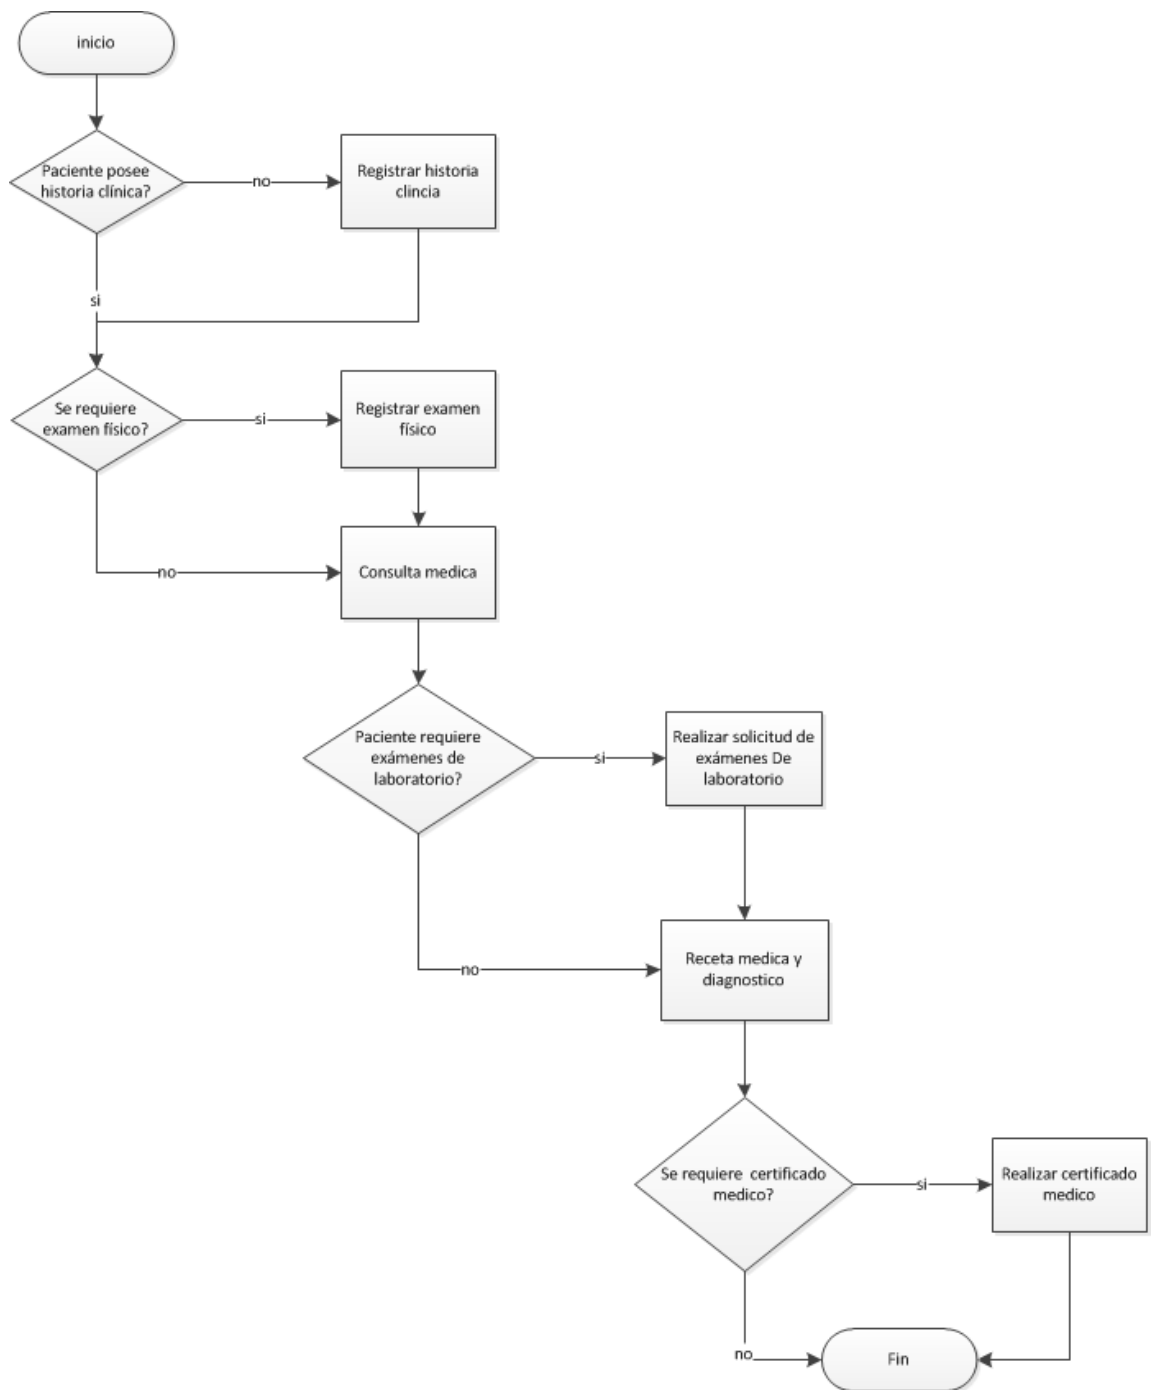 inicio
Paciente posee
historia clínica?
no
Registrar historia
clincia
si
Se requiere
examen físico?
si
Registrar examen
físico
no
Consulta medica
Paciente requiere
exámenes de
laboratorio?
si
Realizar solicitud de
exámenes De
laboratorio
no
Receta medica y
diagnostico
Se requiere  certificado
medico?
si
Realizar certificado
medico
no
Fin